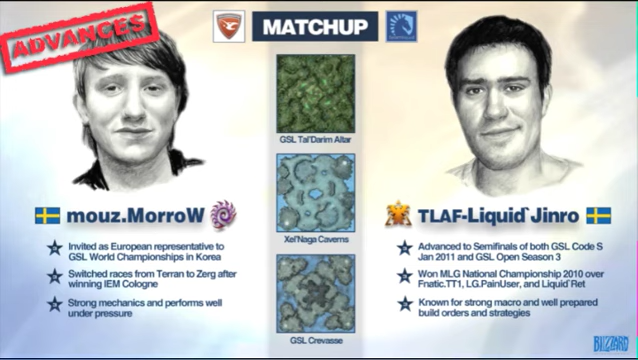 ADVANCES
MATCHUP
GSL Tal'Darim Altar
mouz.MorroW
TLAF-Liquid`Jinro
Xel'Naga Caverns
Invited as European representative to
GSL World Championships in Korea
Switched races from Terran to Zerg after
winning IEM Cologne
Strong mechanics and performs well
under pressure
Advanced to Semifinals of both GSL Code S
Jan 2011 and GSL Open Season 3
Won MLG National Championship 2010 over
Fnatic.TT1, LG.PainUser, and Liquid`Ret
Known for strong macro and well prepared
build orders and strategies
GSL Crevasse
BLIZZARD